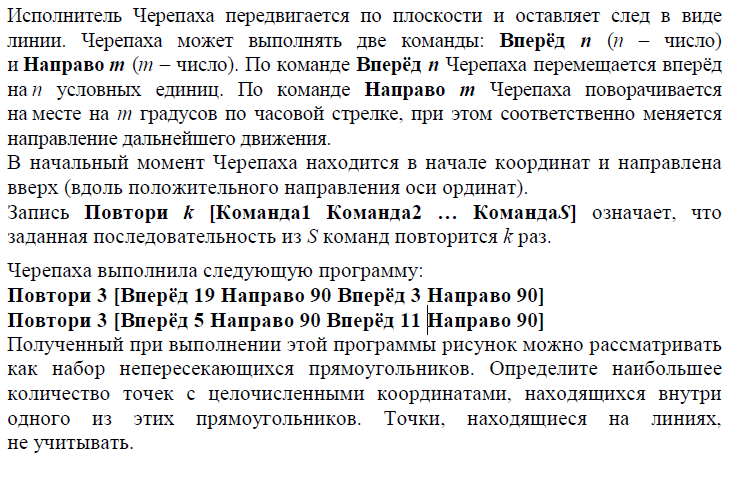 Исполнитель Черепаха передвигается по плоскости и оставляет след в виде
линии. Черепаха может выполнять две команды: Вперёд n (n – число)
и Направо m (m – число). По команде Вперёд n Черепаха перемещается вперёд
на n условных единиц. По команде Направо m Черепаха поворачивается
на месте на m градусов по часовой стрелке, при этом соответственно меняется
направление дальнейшего движения.
В начальный момент Черепаха находится в начале координат и направлена
вверх (вдоль положительного направления оси ординат).
Запись Повтори k [Команда1 Команда2 … КомандаS] означает, что
заданная последовательность из S команд повторится k раз.
Черепаха выполнила следующую программу:
Повтори 3 [Вперёд 19 Направо 90 Вперёд 3 Направо 90]
Повтори 3 [Вперёд 5 Направо 90 Вперёд 11 Направо 90]
Полученный при выполнении этой программы рисунок можно рассматривать
как набор непересекающихся прямоугольников. Определите наибольшее
количество точек с целочисленными координатами, находящихся внутри
одного из этих прямоугольников. Точки, находящиеся на линиях,
не учитывать.